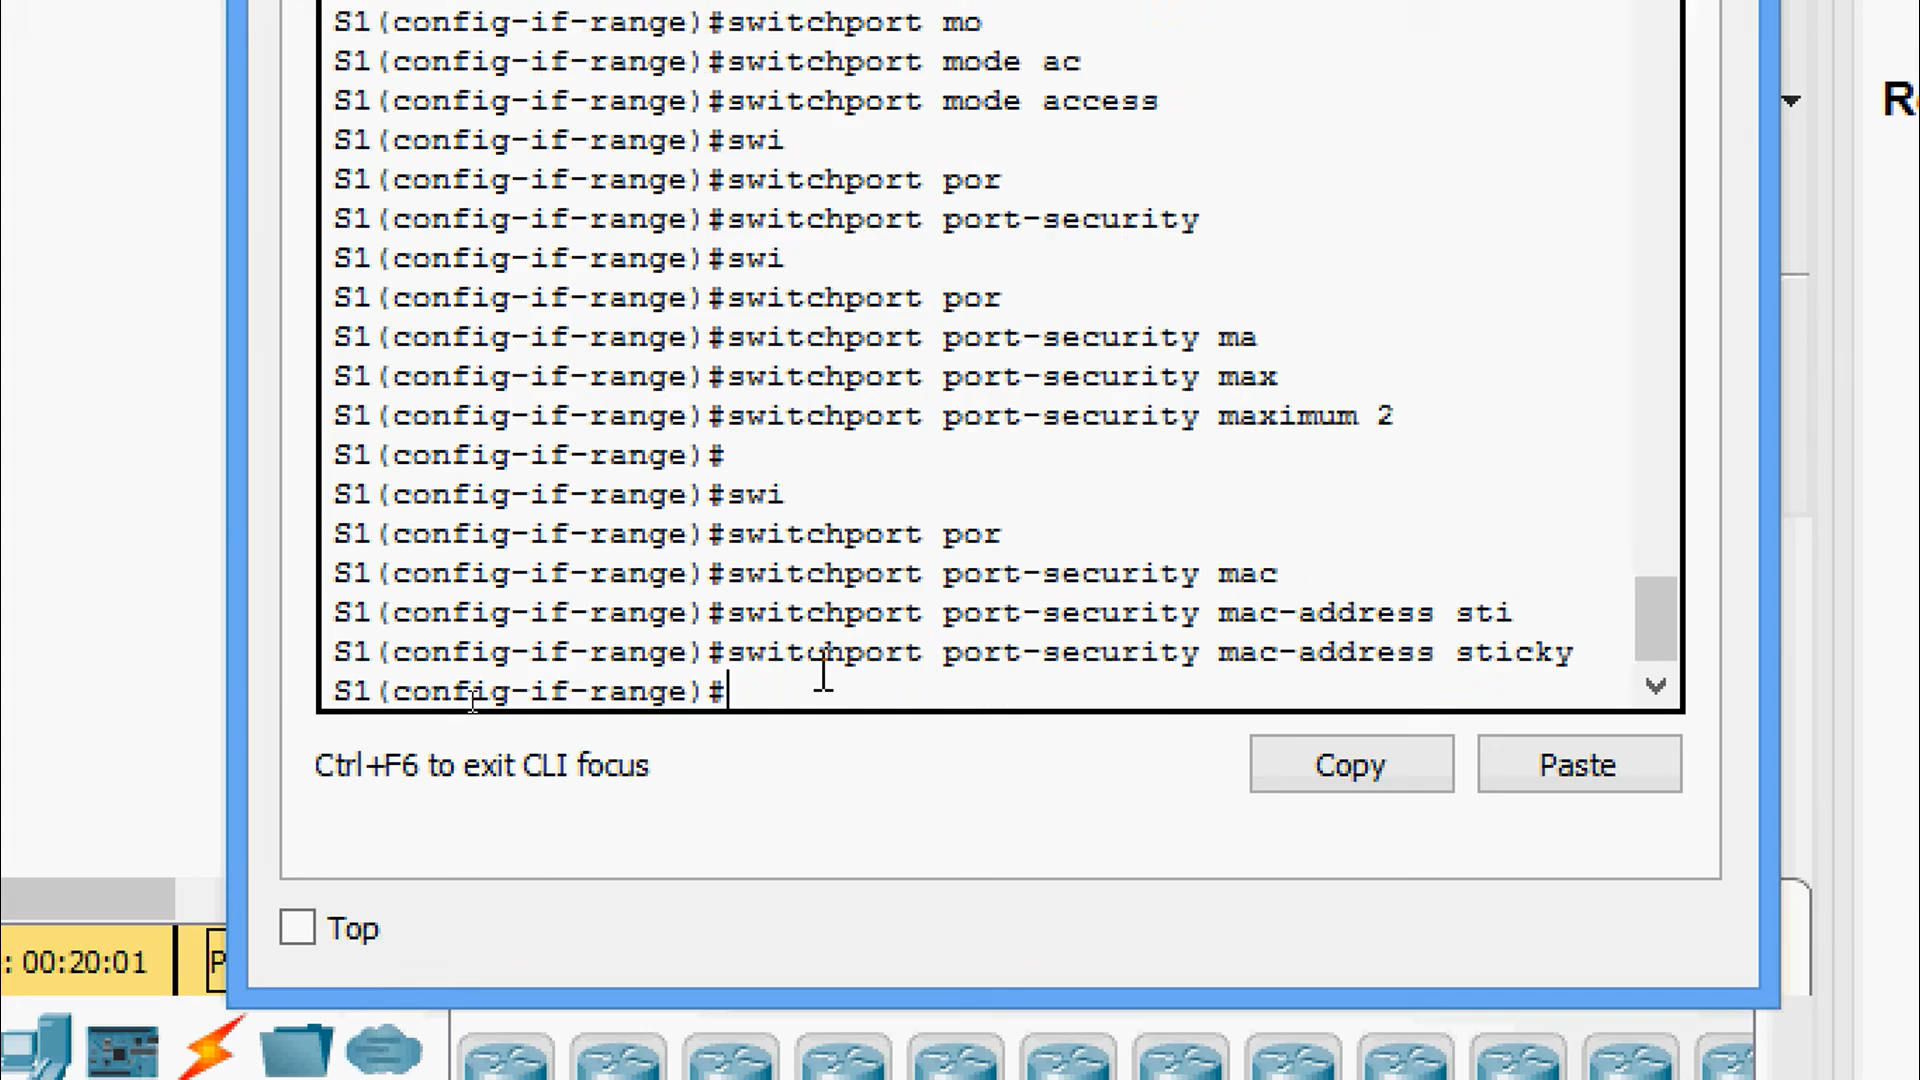 S1(config-if-range)#switchport mo
S1(config-if-range)#switchport mode ac
S1(config-if-range)#switchport mode access
S1(config-if-range)#swi
S1(config-if-range)#switchport por
S1(config-if-range)#switchport port-security
S1(config-if-range)#swi
S1(config-if-range)#switchport por
S1(config-if-range)#switchport port-security ma
S1(config-if-range)#switchport port-security max
S1(config-if-range)#switchport port-security maximum 2
S1(config-if-range)#
S1(config-if-range)#swi
S1(config-if-range)#switchport por
S1(config-if-range)#switchport port-security mac
S1(config-if-range)#switchport port-security mac-address sti
S1(config-if-range)#switchport port-security mac-address sticky
S1(config-if-range)#
Ctrl+F6 to exit CLI focus
Copy
Paste
Top
: 00:20:01